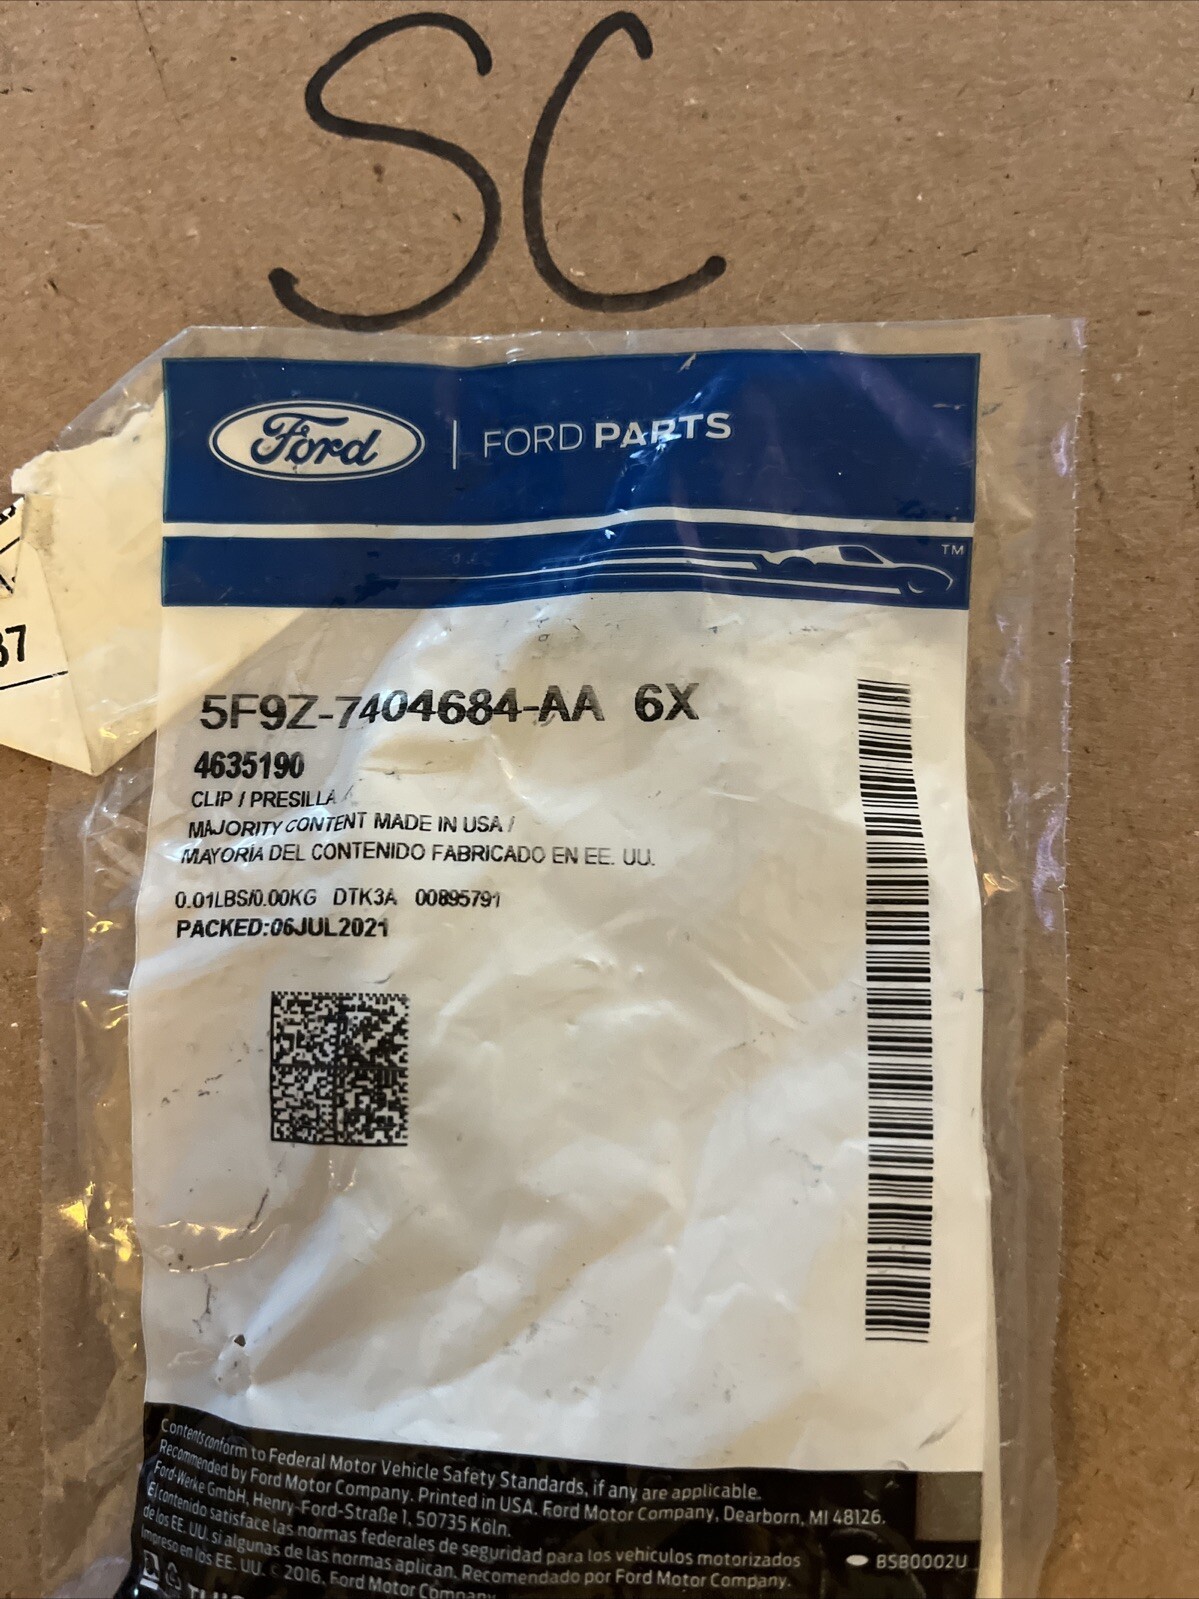 SC
Ford | FORD PARTS
TM
37
5F9Z-7404684-AA 6X
4635190
CLIP / PRESILLA /
MAJORITY CONTENT MADE IN USA /
MAYORIA DEL CONTENIDO FABRICADO EN EE. UU.
0.01LBS/0.00KG DTK3A 00895791
PACKED:06JUL2021
Contents conform to Federal Motor Vehicle Safety Standards, if any are applicable.
Recommended by Ford Motor Company. Printed in USA. Ford Motor Company, Dearborn, MI 48126.
Ford-Werke GmbH, Henry-Ford-Straße 1, 50735 Köln.
El contenido satisface las normas federales de seguridad para los vehículos motorizados
de los EE. UU. si algunas de las normas aplican. Recomendado por Ford Motor Company.
Impreso en los EE. UU. © 2016, Ford Motor Company
BSB0002U